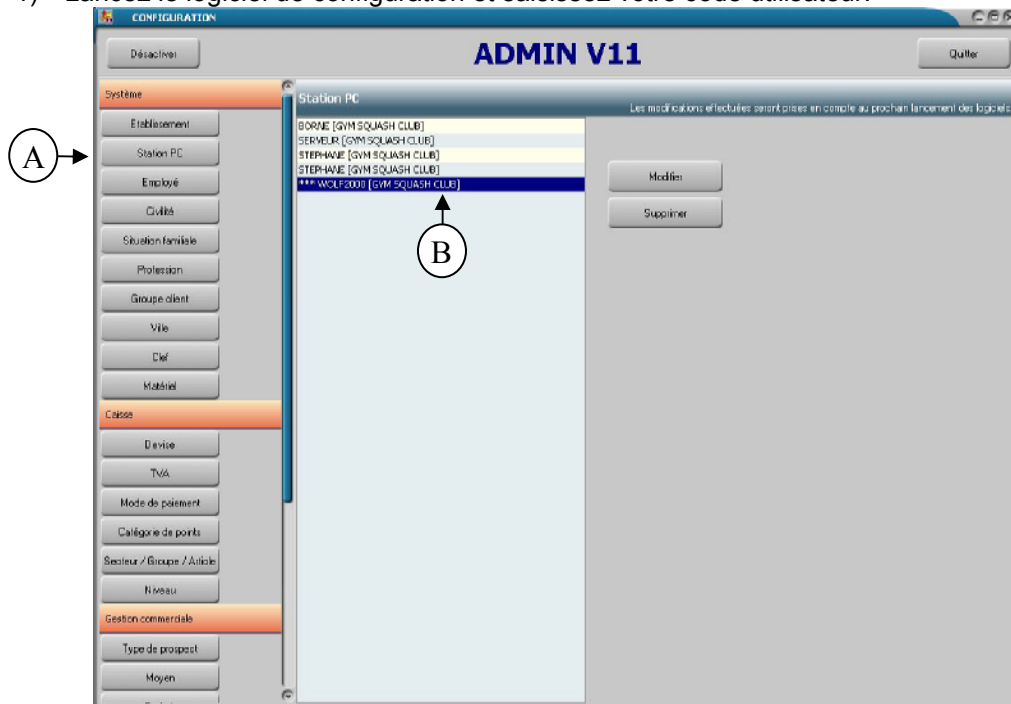 CONFIGURATION
Désactiver
ADMIN V11
Quitter
Système
Station PC
Les modifications effectuées seront prises en compte au prochain lancement des logiciels
Etablissement
Station PC
Employé
Civilité
Situation familiale
Profession
Groupe client
Ville
Clef
Matériel
Caisse
Devise
TVA
Mode de paiement
Catégorie de points
Secteur / Groupe / Article
Niveau
Gestion commerciale
Type de prospect
Moyen
BORNE [GYM SQUASH CLUB]
SERVEUR [GYM SQUASH CLUB]
STEPHANE [GYM SQUASH CLUB]
STEPHANE [GYM SQUASH CLUB]
*** WOLF2000 [GYM SQUASH CLUB]
Modifier
Supprimer
A
B